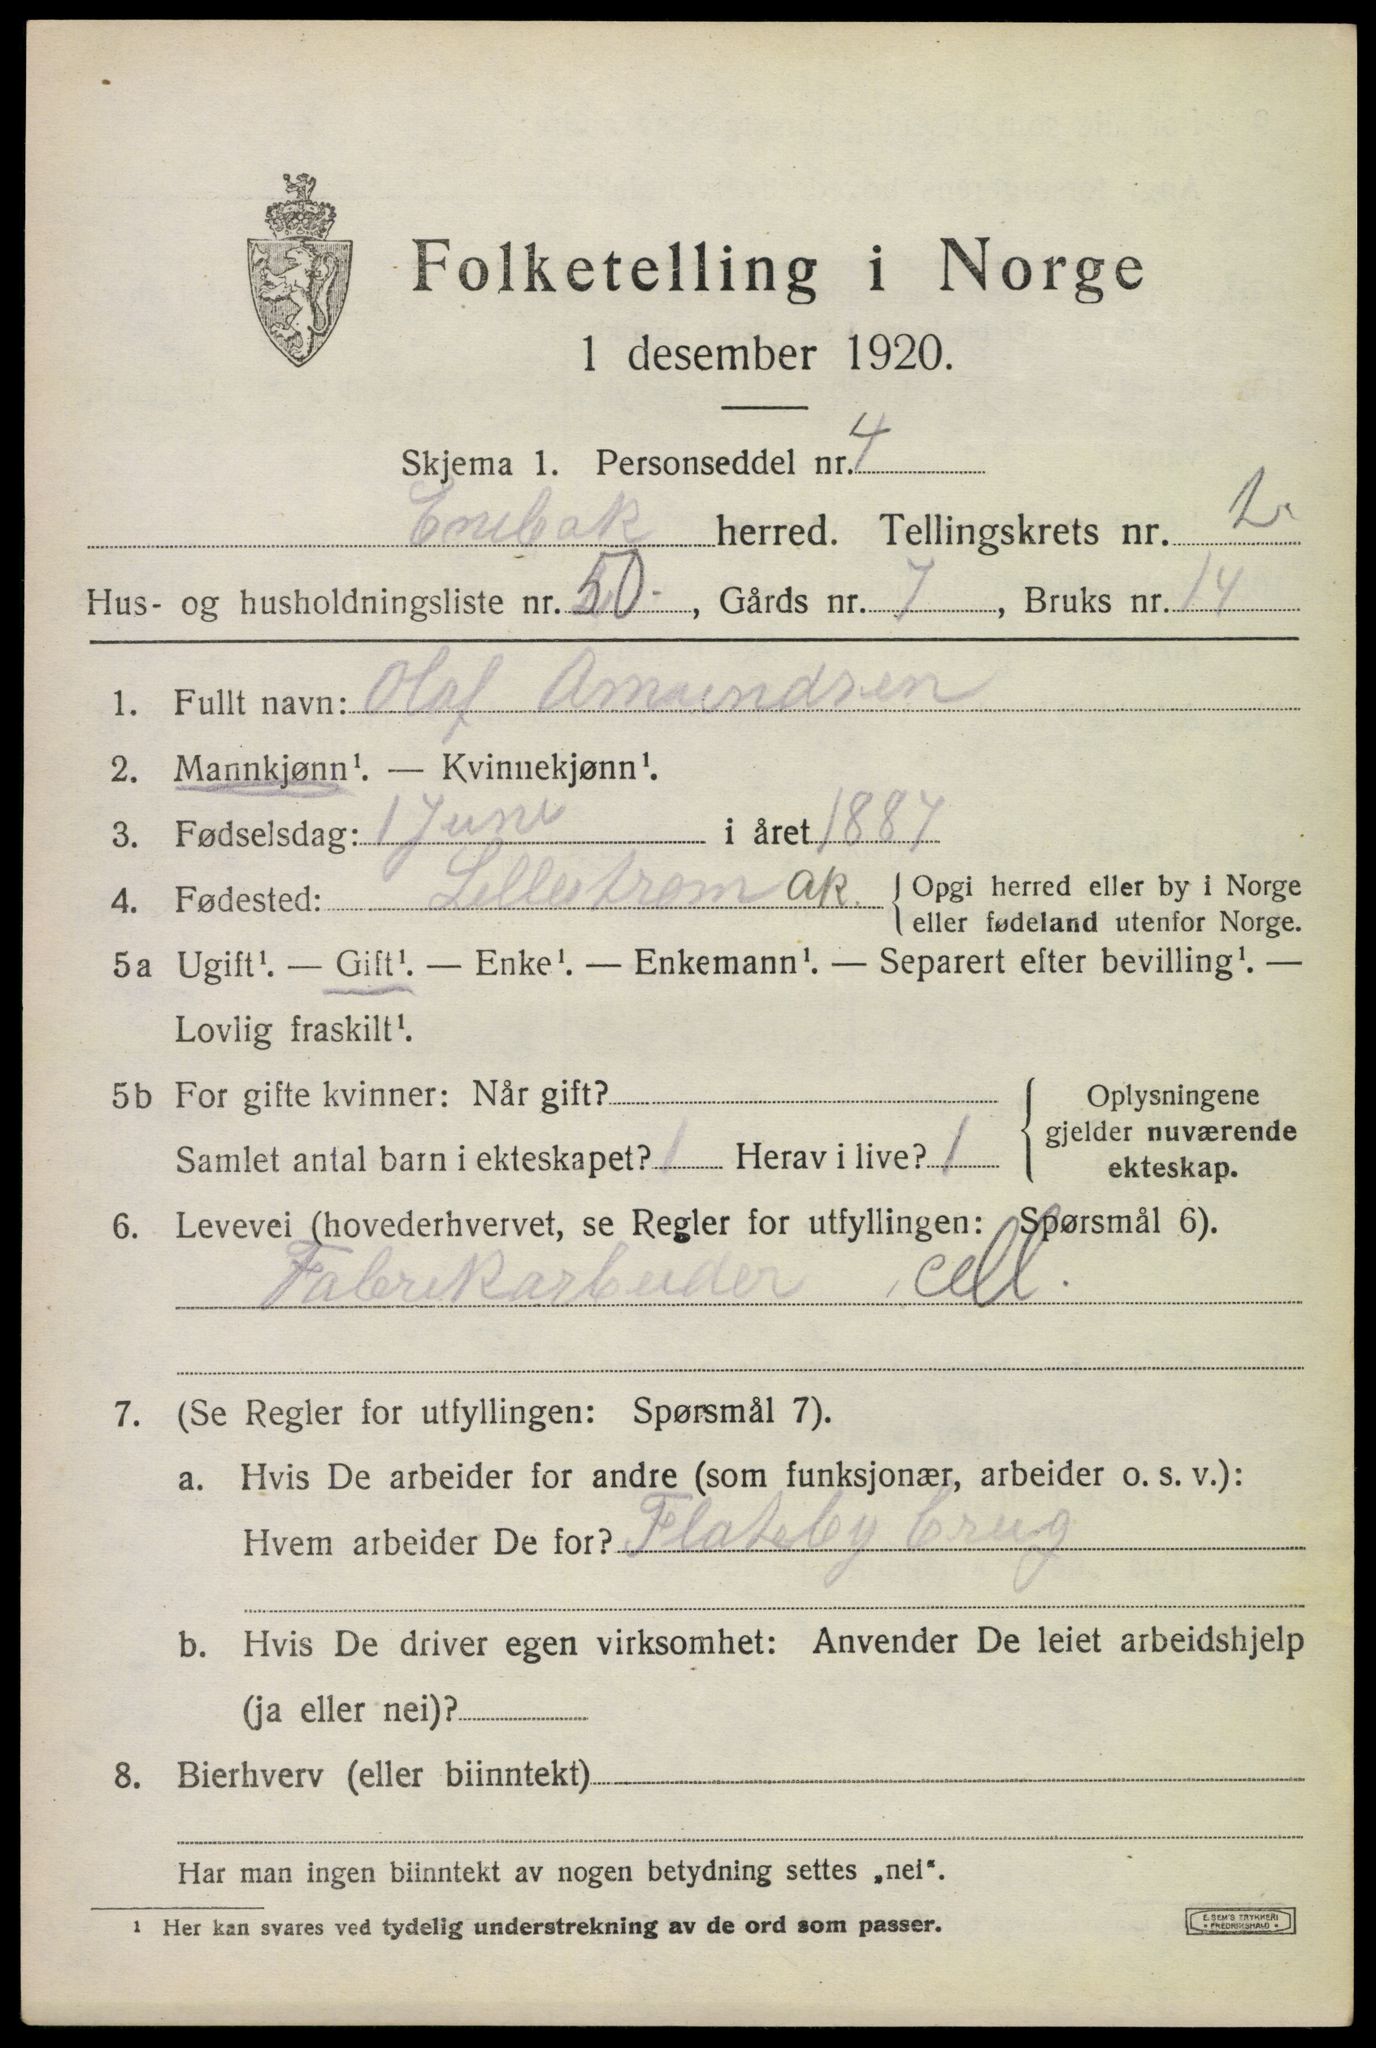 Folketelling i Norge
1 desember 1920.
Skjema 1. Personseddel nr. 4
Enebak herred. Tellingskrets nr. 2.
Hus- og husholdningsliste nr. 50. , Gårds nr. 7 , Bruks nr. 14
1. Fullt navn: Olaf Amundsen
2. Mannkjønn¹. — Kvinnekjønn¹.
3. Fødselsdag: 1 Juni i året 1887
4. Fødested: Lellestrøm Ak. { Opgi herred eller by i Norge
eller fødeland utenfor Norge.
5a Ugift¹. — Gift¹. — Enke¹. — Enkemann¹. — Separert efter bevilling¹. —
Lovlig fraskilt¹.
5b For gifte kvinner: Når gift?
Samlet antal barn i ekteskapet? 1 Herav i live? 1
{ Oplysningene
gjelder nuværende
ekteskap.
6. Levevei (hovederhvervet, se Regler for utfyllingen: Spørsmål 6).
Fabrikarbeider cell.
7. (Se Regler for utfyllingen: Spørsmål 7).
a. Hvis De arbeider for andre (som funksjonær, arbeider o. s. v.):
Hvem arbeider De for? Flateby brug
b. Hvis De driver egen virksomhet: Anvender De leiet arbeidshjelp
(ja eller nei)?
8. Bierhverv (eller biinntekt)
Har man ingen biinntekt av nogen betydning settes „nei“.
¹ Her kan svares ved tydelig understrekning av de ord som passer.
E. SEM'S TRYKKERI
• FREDRIKSHALD •